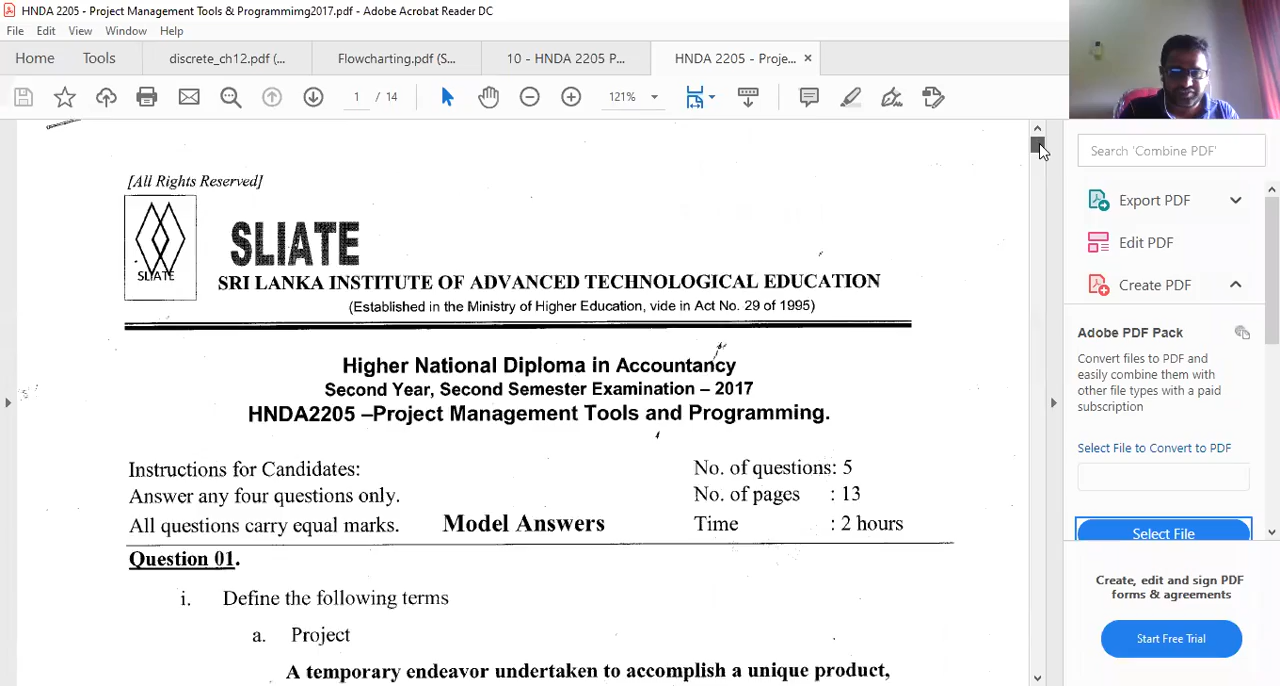 HNDA 2205 - Project Management Tools & Programmimg2017.pdf - Adobe Acrobat Reader DC
File Edit View Window Help
Home Tools discrete_ch12.pdf (... Flowcharting.pdf (S... 10 - HNDA 2205 P... HNDA 2205 - Proje... ×
1 / 14 121%
Search 'Combine PDF'
Export PDF
Edit PDF
Create PDF
Adobe PDF Pack
Convert files to PDF and
easily combine them with
other file types with a paid
subscription
Select File to Convert to PDF
Select File
Create, edit and sign PDF
forms & agreements
Start Free Trial
[All Rights Reserved]
SLIATE
SLIATE
SRI LANKA INSTITUTE OF ADVANCED TECHNOLOGICAL EDUCATION
(Established in the Ministry of Higher Education, vide in Act No. 29 of 1995)
Higher National Diploma in Accountancy
Second Year, Second Semester Examination – 2017
HNDA2205 –Project Management Tools and Programming.
Instructions for Candidates: No. of questions: 5
Answer any four questions only. No. of pages : 13
All questions carry equal marks. Model Answers Time : 2 hours
Question 01.
i. Define the following terms
a. Project
A temporary endeavor undertaken to accomplish a unique product,